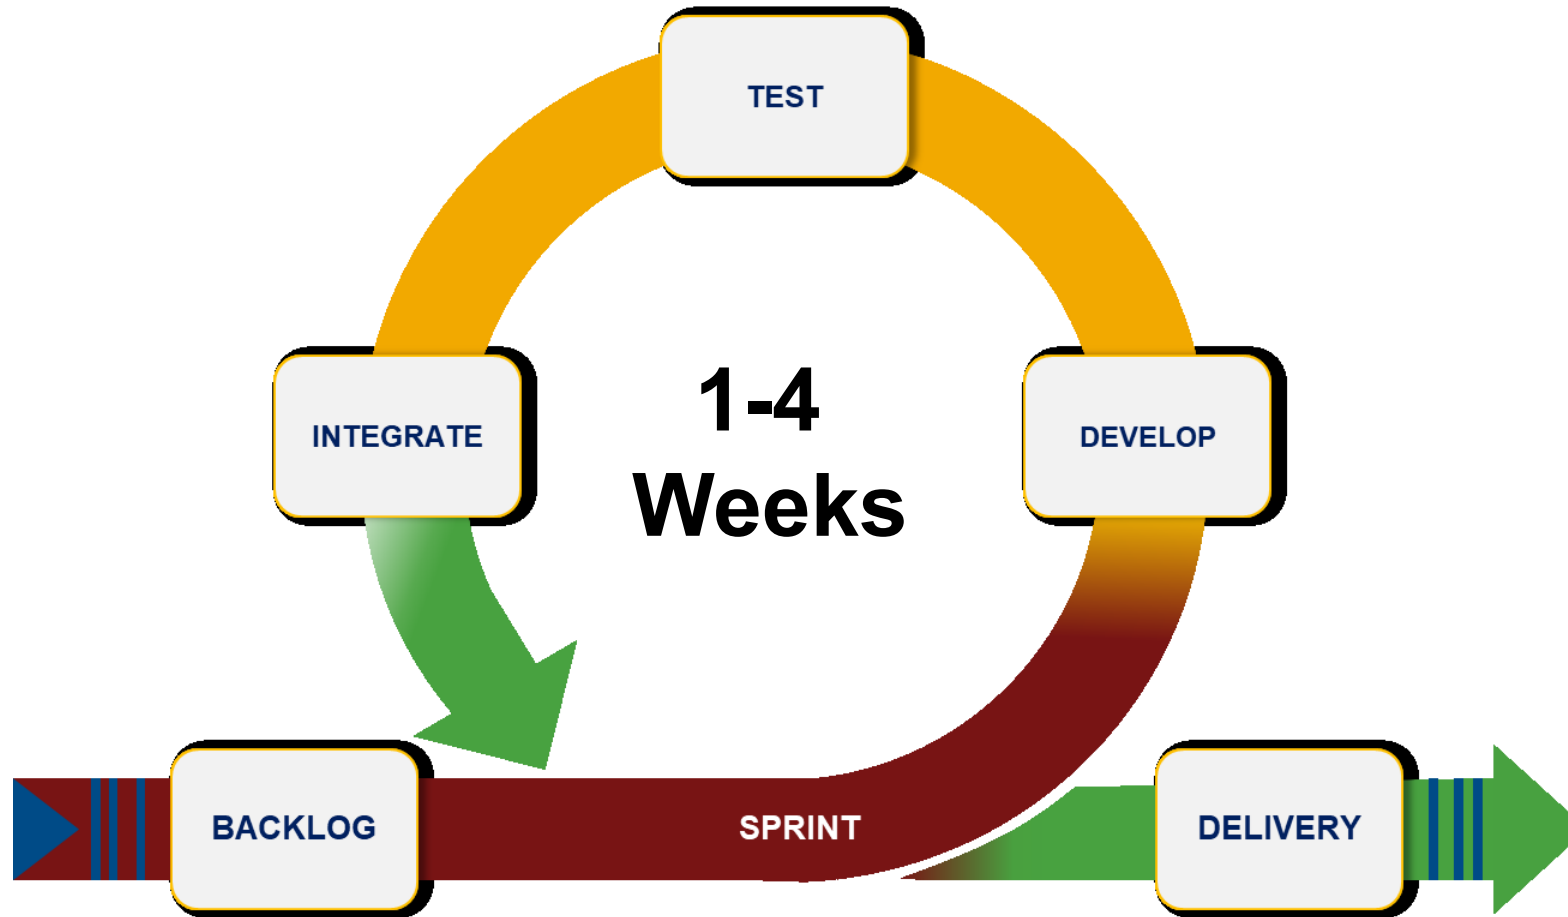 TEST
INTEGRATE
1-4
Weeks
DEVELOP
BACKLOG
SPRINT
DELIVERY